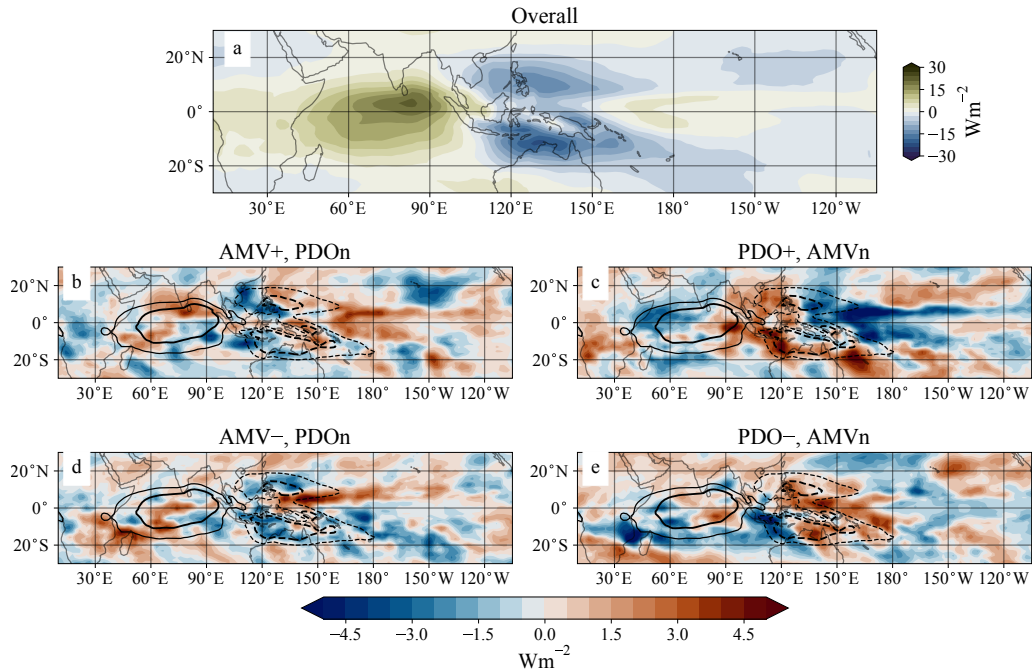 Overall
a
20°N
0°
20°S
30°E 60°E 90°E 120°E 150°E 180° 150°W 120°W
30
15
0
−15
−30
Wm−2
AMV+, PDOn
b
20°N
0°
20°S
30°E 60°E 90°E 120°E 150°E 180° 150°W 120°W
PDO+, AMVn
c
20°N
0°
20°S
30°E 60°E 90°E 120°E 150°E 180° 150°W 120°W
AMV−, PDOn
d
20°N
0°
20°S
30°E 60°E 90°E 120°E 150°E 180° 150°W 120°W
PDO−, AMVn
e
20°N
0°
20°S
30°E 60°E 90°E 120°E 150°E 180° 150°W 120°W
−4.5 −3.0 −1.5 0.0 1.5 3.0 4.5
Wm−2